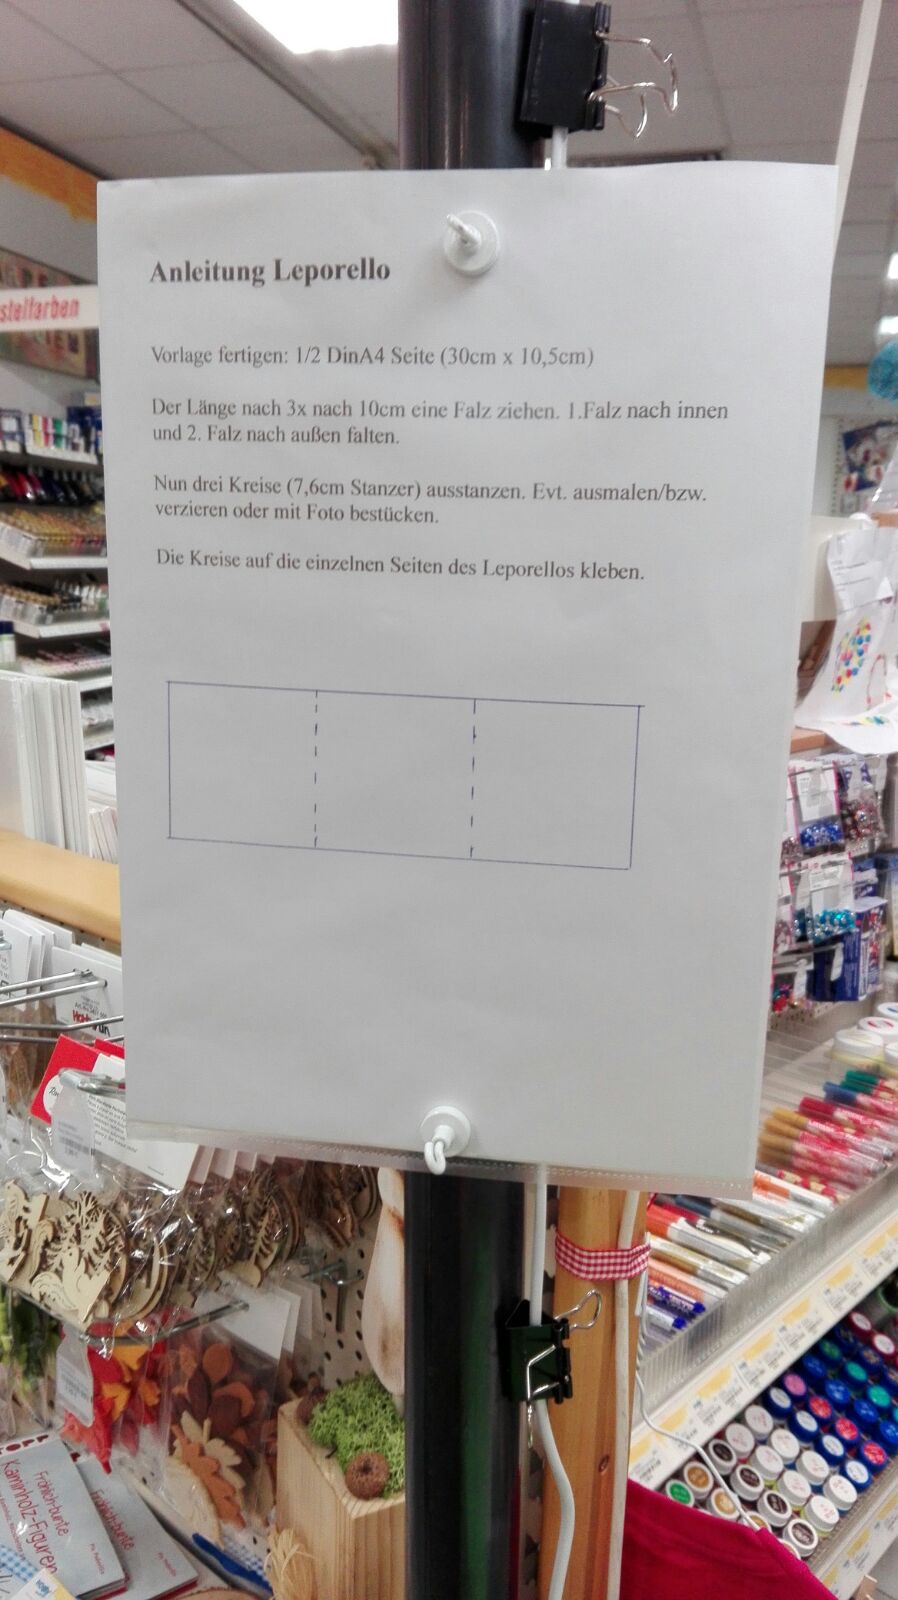 Anleitung Leporello
Vorlage fertigen: 1/2 DinA4 Seite (30cm x 10,5cm)
Der Länge nach 3x nach 10cm eine Falz ziehen. 1.Falz nach innen
und 2. Falz nach außen falten.
Nun drei Kreise (7,6cm Stanzer) ausstanzen. Evt. ausmalen/bzw.
verzieren oder mit Foto bestücken.
Die Kreise auf die einzelnen Seiten des Leporellos kleben.
stelfarben
Fröhlich-bunte
Kaminholz-Figuren